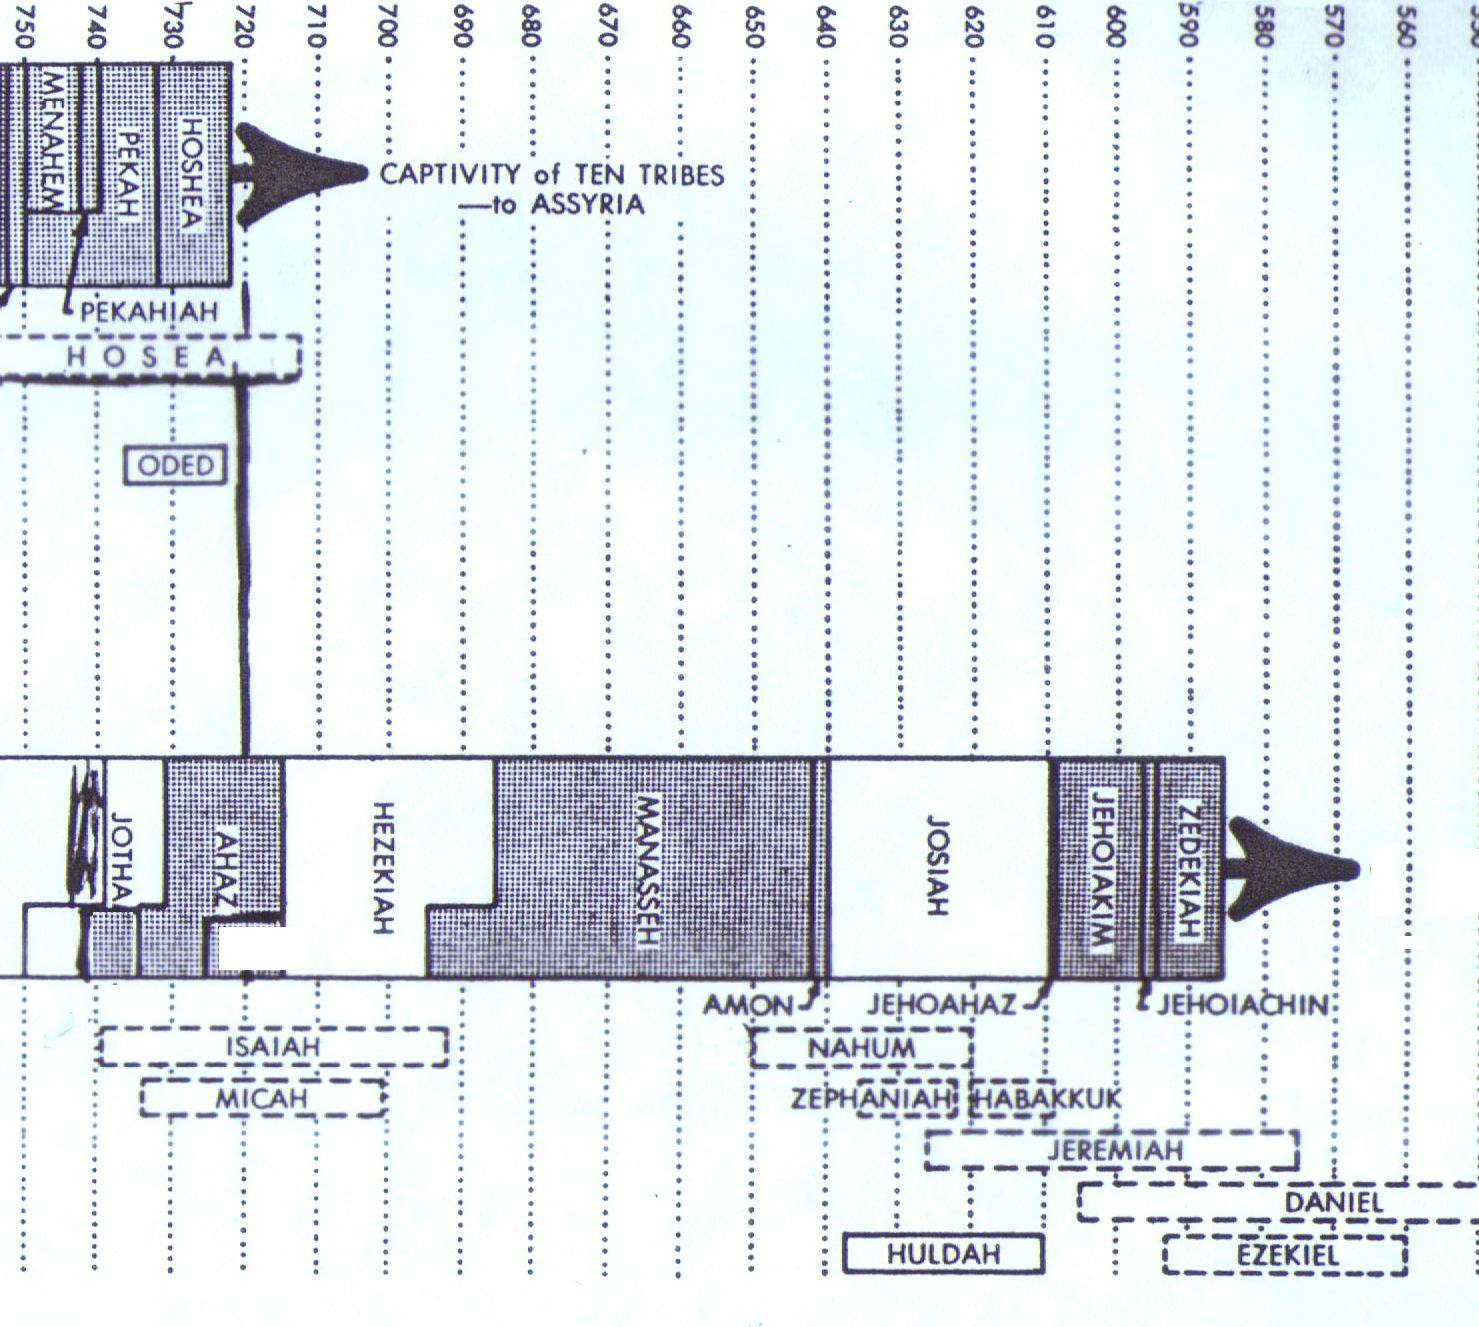 750
740
730
720
710
700
690
680
670
660
650
640
630
620
610
600
590
580
570
560
MENAHEM
PEKAH
HOSHEA
CAPTIVITY of TEN TRIBES
—to ASSYRIA
PEKAHIAH
HOSEA
ODED
JOTHA
AHAZ
HEZEKIAH
MANASSEH
JOSIAH
JEHOIAKIM
ZEDEKIAH
AMON
JEHOAHAZ
JEHOIACHIN
ISAIAH
NAHUM
MICAH
ZEPHANIAH
HABAKKUK
JEREMIAH
DANIEL
HULDAH
EZEKIEL